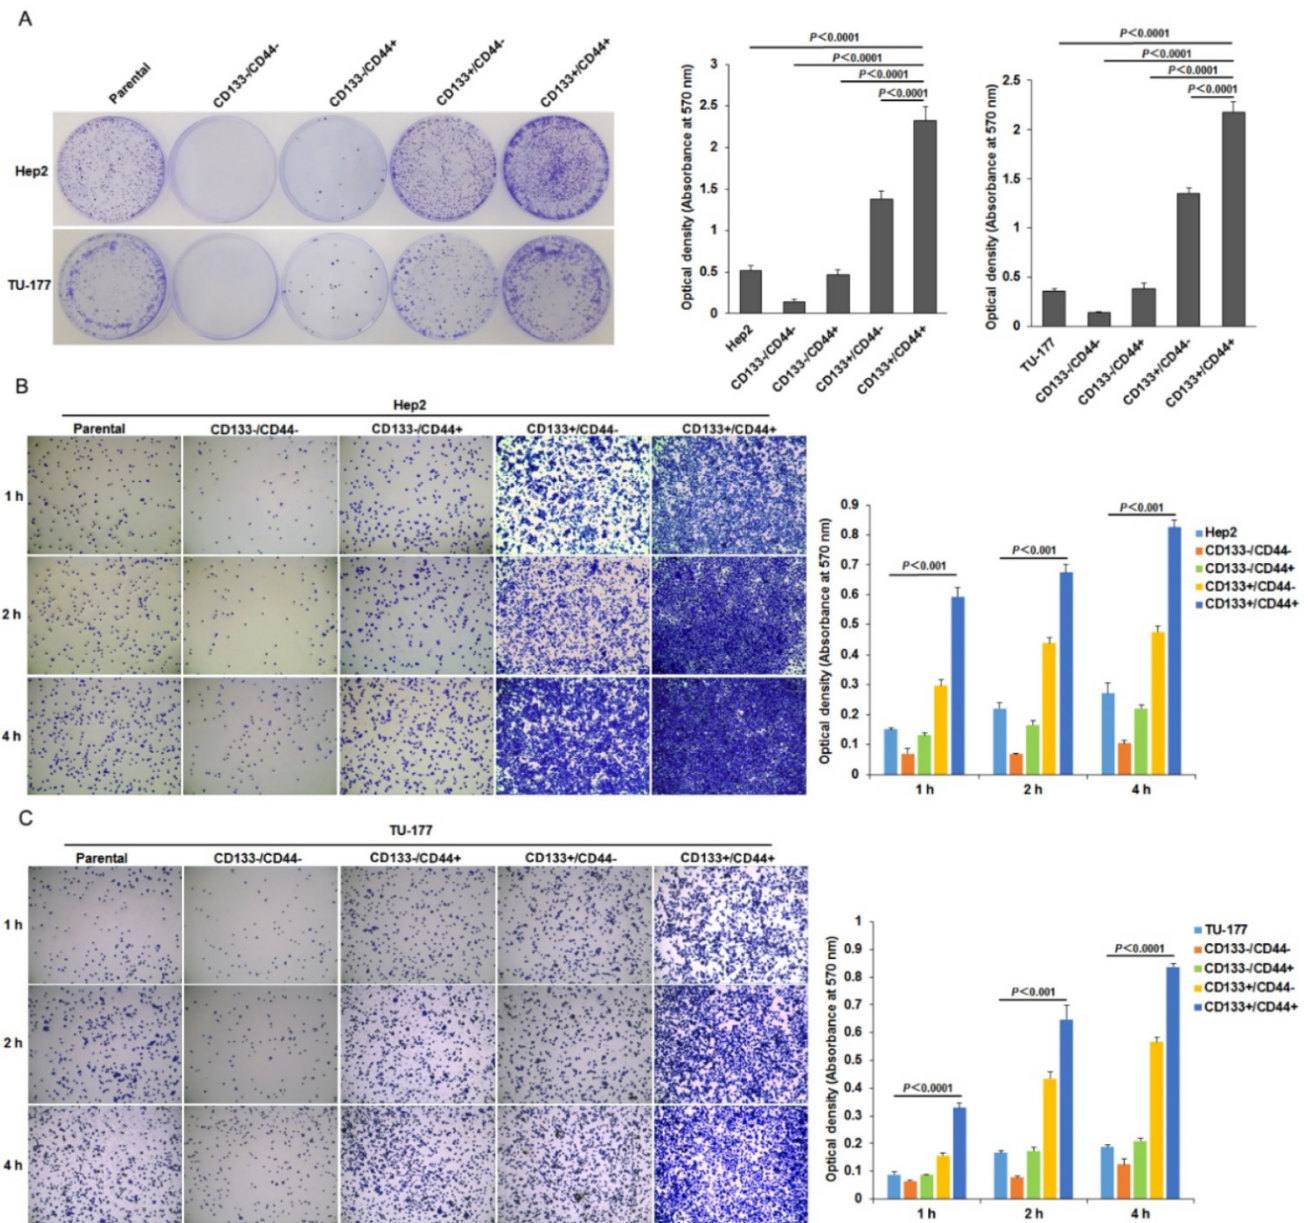 A
Parental
CD133-/CD44-
CD133-/CD44+
CD133+/CD44-
CD133+/CD44+
Hep2
TU-177
Optical density (Absorbance at 570 nm)
3
2.5
2
1.5
1
0.5
0
P<0.0001
P<0.0001
P<0.0001
P<0.0001
Hep2
CD133-/CD44-
CD133-/CD44+
CD133+/CD44-
CD133+/CD44+
Optical density (Absorbance at 570 nm)
2.5
2
1.5
1
0.5
0
P<0.0001
P<0.0001
P<0.0001
P<0.0001
TU-177
CD133-/CD44-
CD133-/CD44+
CD133+/CD44-
CD133+/CD44+
B
Hep2
Parental
CD133-/CD44-
CD133-/CD44+
CD133+/CD44-
CD133+/CD44+
1 h
2 h
4 h
Optical density (Absorbance at 570 nm)
0.9
0.8
0.7
0.6
0.5
0.4
0.3
0.2
0.1
0
P<0.001
P<0.001
P<0.001
1 h
2 h
4 h
Hep2
CD133-/CD44-
CD133-/CD44+
CD133+/CD44-
CD133+/CD44+
C
TU-177
Parental
CD133-/CD44-
CD133-/CD44+
CD133+/CD44-
CD133+/CD44+
1 h
2 h
4 h
Optical density (Absorbance at 570 nm)
1
0.9
0.8
0.7
0.6
0.5
0.4
0.3
0.2
0.1
0
P<0.0001
P<0.001
P<0.0001
1 h
2 h
4 h
TU-177
CD133-/CD44-
CD133-/CD44+
CD133+/CD44-
CD133+/CD44+